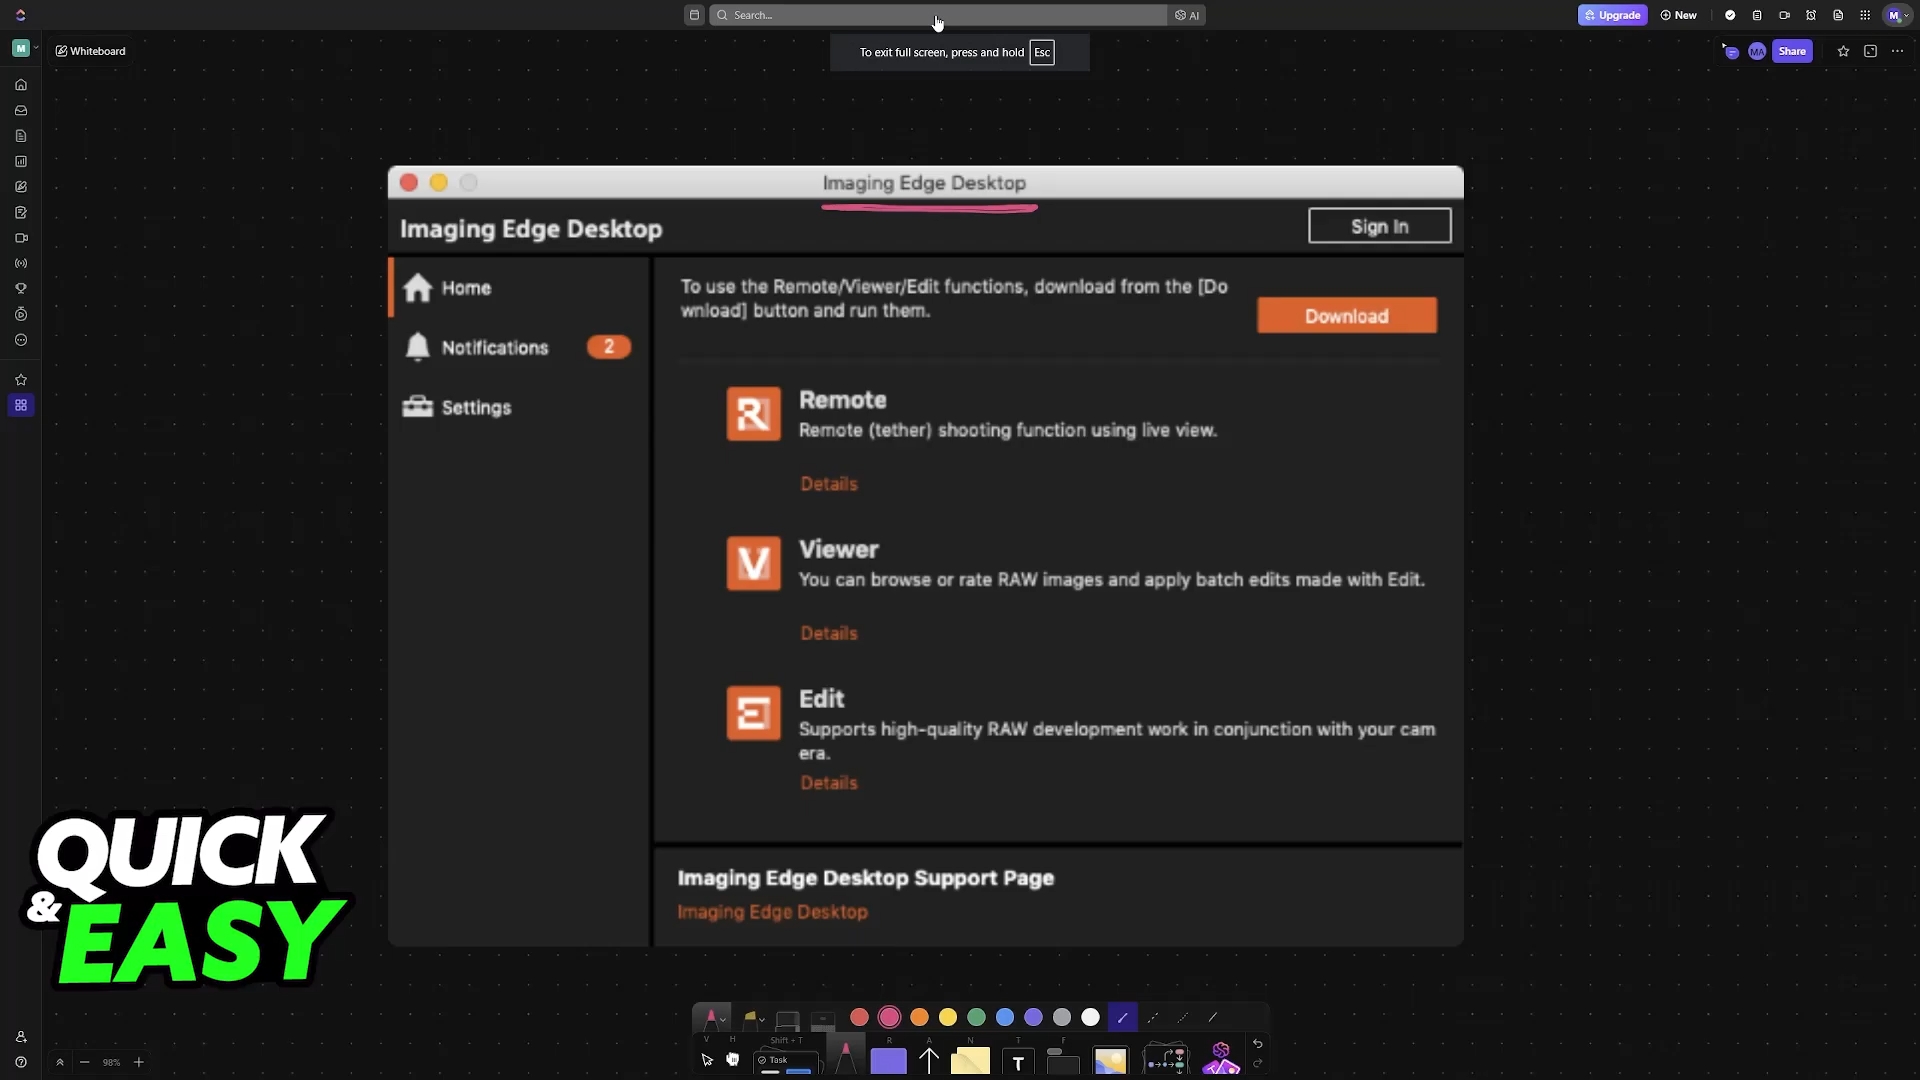 Search...
AI
Upgrade
New
M
M
Whiteboard
To exit full screen, press and hold Esc
MA
Share
Imaging Edge Desktop
Imaging Edge Desktop
Sign In
Home
Notifications
2
Settings
To use the Remote/Viewer/Edit functions, download from the [Do
wnload] button and run them.
Download
R
Remote
Remote (tether) shooting function using live view.
Details
V
Viewer
You can browse or rate RAW images and apply batch edits made with Edit.
Details
E
Edit
Supports high-quality RAW development work in conjunction with your cam
era.
Details
Imaging Edge Desktop Support Page
Imaging Edge Desktop
QUICK
&
EASY
V
H
Shift + T
R
A
N
T
F
Task
T
98%